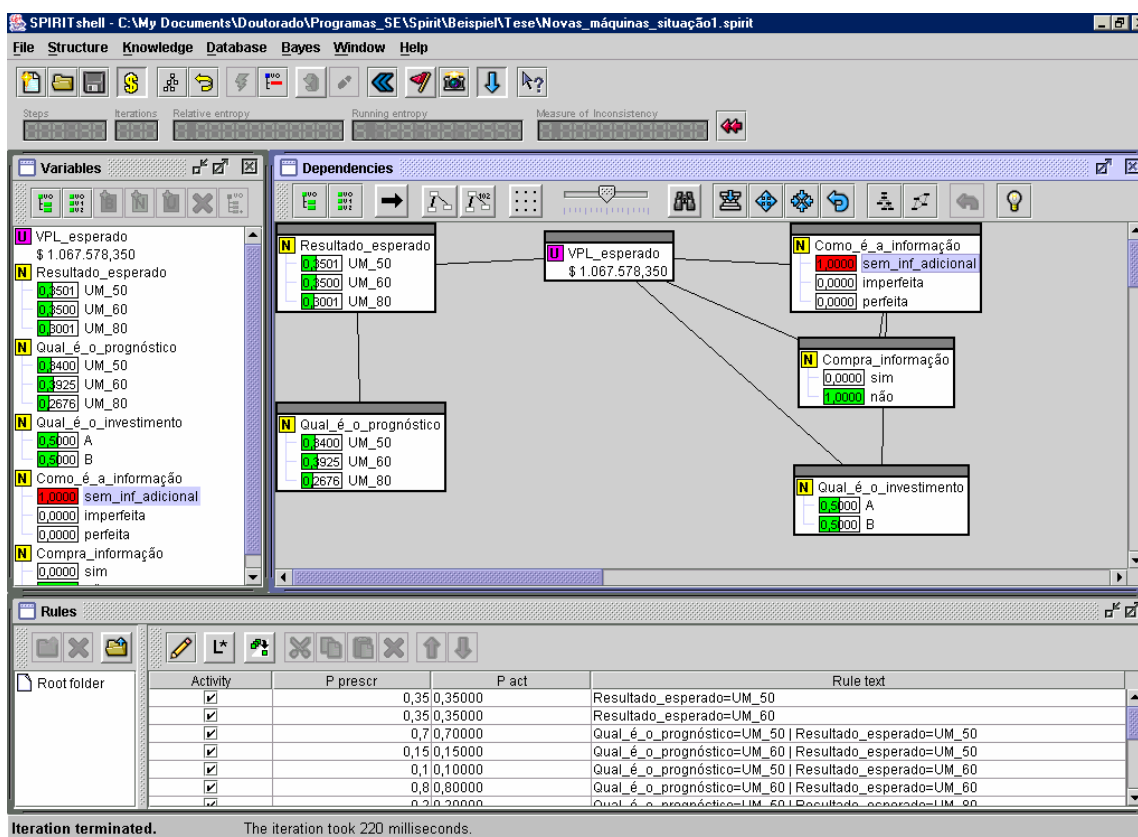 SPIRITshell - C:\My Documents\Doutorado\Programas_SE\Spirit\Beispiel\Tese\Novas_máquinas_situação1.spirit
File Structure Knowledge Database Bayes Window Help
Steps Iterations Relative entropy Running entropy Measure of Inconsistency
Variables
VPL_esperado
$ 1.067.578,350
Resultado_esperado
0,3501 UM_50
0,3500 UM_60
0,3001 UM_80
Qual_é_o_prognóstico
0,3400 UM_50
0,3925 UM_60
0,2676 UM_80
Qual_é_o_investimento
0,5000 A
0,5000 B
Como_é_a_informação
1,0000 sem_inf_adicional
0,0000 imperfeita
0,0000 perfeita
Compra_informação
0,0000 sim
Dependencies
Resultado_esperado
0,3501 UM_50
0,3500 UM_60
0,3001 UM_80
VPL_esperado
$ 1.067.578,350
Como_é_a_informação
1,0000 sem_inf_adicional
0,0000 imperfeita
0,0000 perfeita
Compra_informação
0,0000 sim
1,0000 não
Qual_é_o_prognóstico
0,3400 UM_50
0,3925 UM_60
0,2676 UM_80
Qual_é_o_investimento
0,5000 A
0,5000 B
Rules
Root folder
Activity P prescr P act Rule text
0,35 0,35000 Resultado_esperado=UM_50
0,35 0,35000 Resultado_esperado=UM_60
0,7 0,70000 Qual_é_o_prognóstico=UM_50 | Resultado_esperado=UM_50
0,15 0,15000 Qual_é_o_prognóstico=UM_60 | Resultado_esperado=UM_50
0,1 0,10000 Qual_é_o_prognóstico=UM_50 | Resultado_esperado=UM_60
0,8 0,80000 Qual_é_o_prognóstico=UM_60 | Resultado_esperado=UM_60
0,2 0,20000 Qual_é_o_prognóstico=UM_50 | Resultado_esperado=UM_80
Iteration terminated. The iteration took 220 milliseconds.